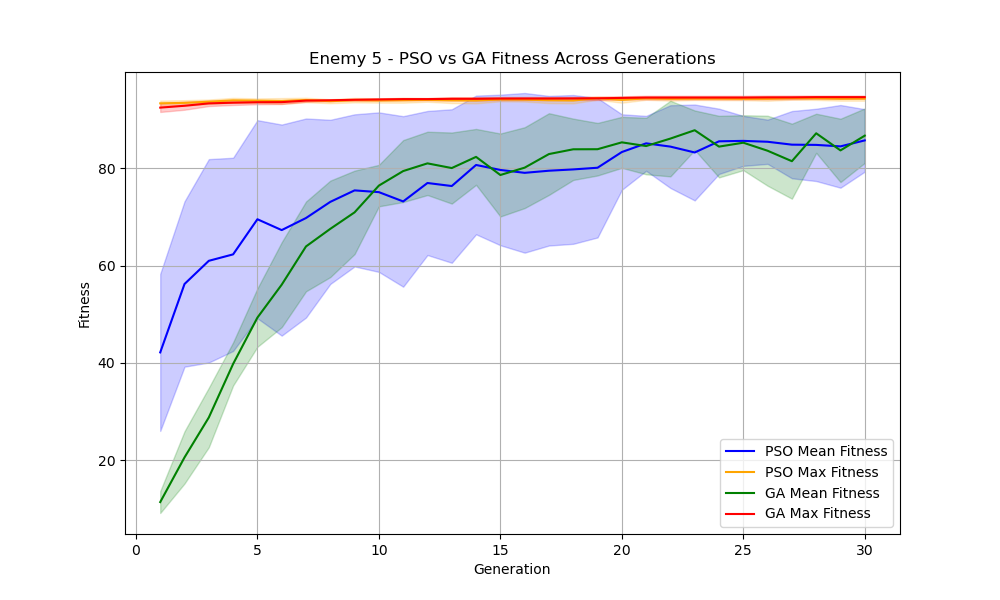 Enemy 5 - PSO vs GA Fitness Across Generations
Fitness
80
60
40
20
0
5
10
15
20
25
30
Generation
PSO Mean Fitness
PSO Max Fitness
GA Mean Fitness
GA Max Fitness